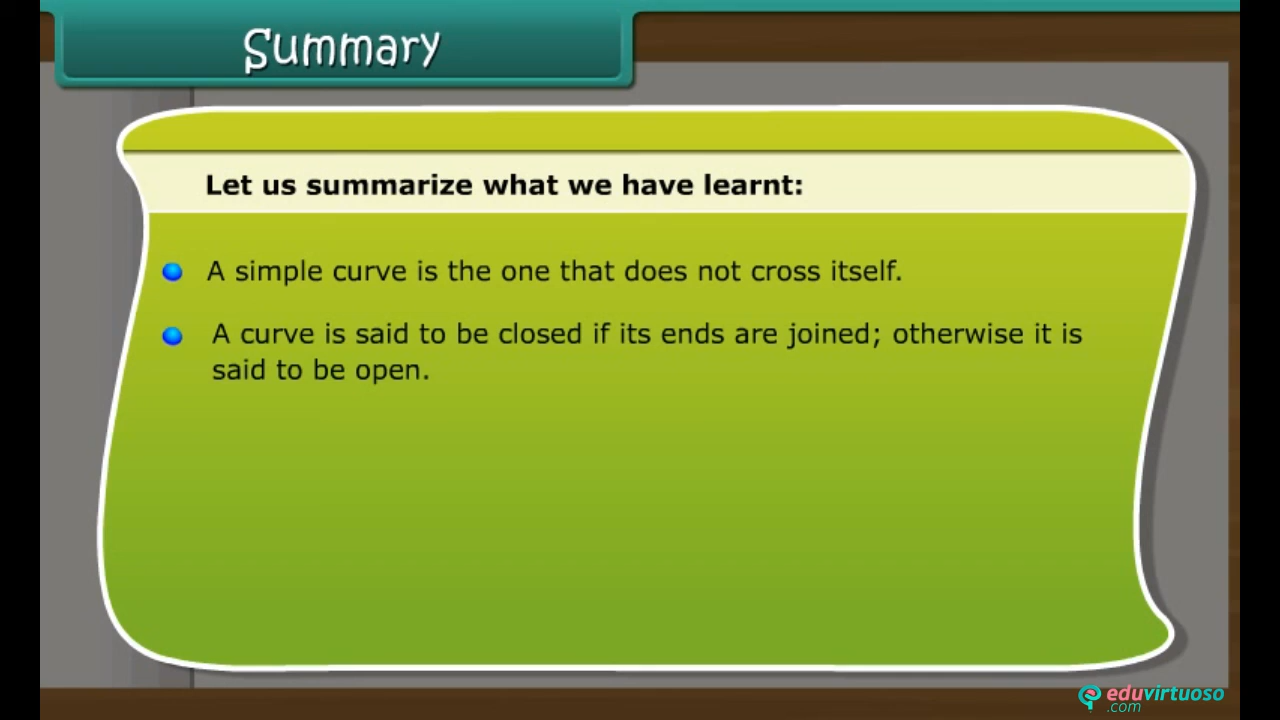 Summary
Let us summarize what we have learnt:
A simple curve is the one that does not cross itself.
A curve is said to be closed if its ends are joined; otherwise it is
said to be open.
eduvirtuoso
.com